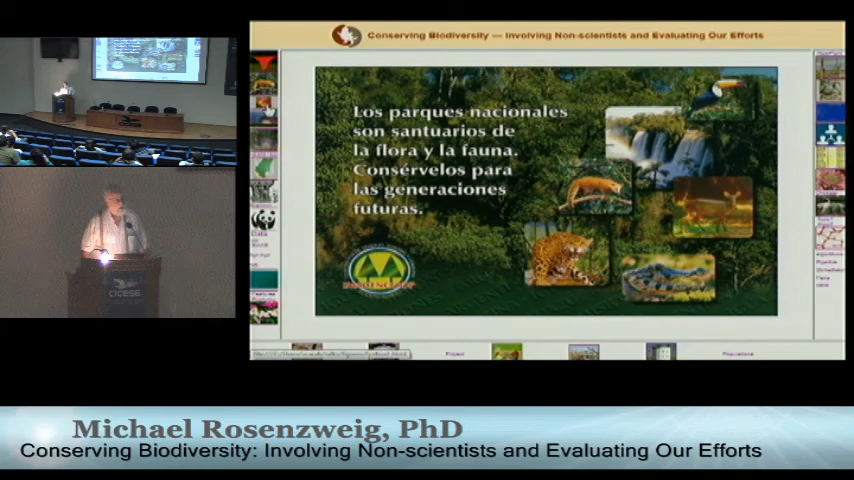 Conserving Biodiversity — Involving Non-scientists and Evaluating Our Efforts
Los parques nacionales
son santuarios de
la flora y la fauna.
Consérvelos para
las generaciones
futuras.
Data
CICESE
Project
Populations
Michael Rosenzweig, PhD
Conserving Biodiversity: Involving Non-scientists and Evaluating Our Efforts